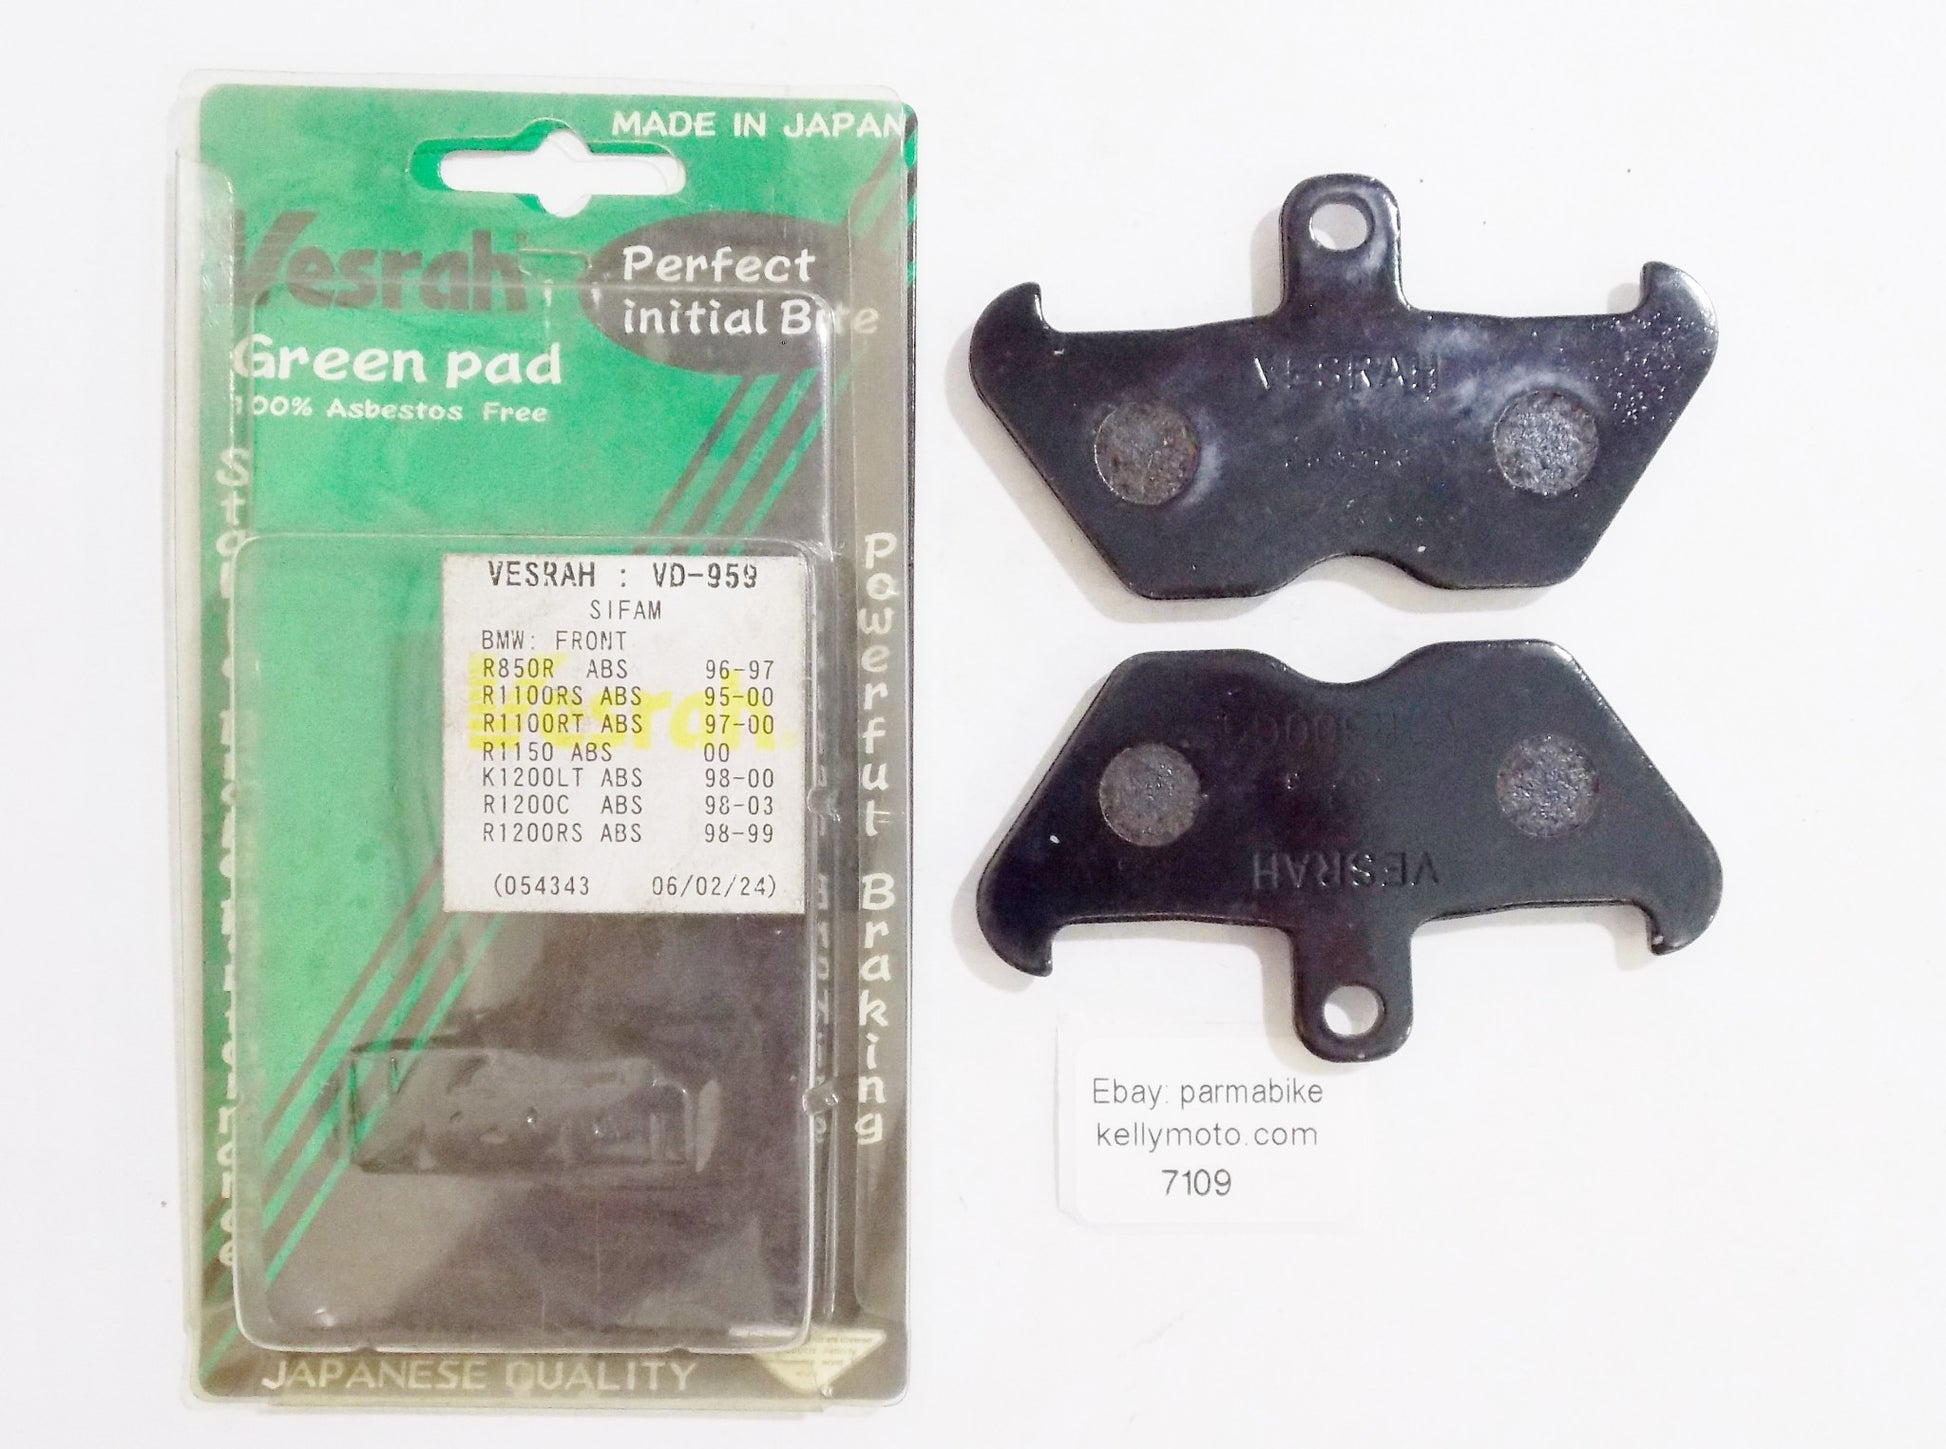 MADE IN JAPAN
Vesrah
Perfect
initial Bite
Green pad
100% Asbestos Free
VESRAH : VD-959
SIFAM
BMW: FRONT
R850R ABS 96-97
R1100RS ABS 95-00
R1100RT ABS 97-00
R1150 ABS 00
K1200LT ABS 98-00
R1200C ABS 98-03
R1200RS ABS 98-99
(054343 06/02/24)
Vesrah
Powerful Braking
JAPANESE QUALITY
VESRAH
VESRAH
Ebay: parmabike
kellymoto.com
7109